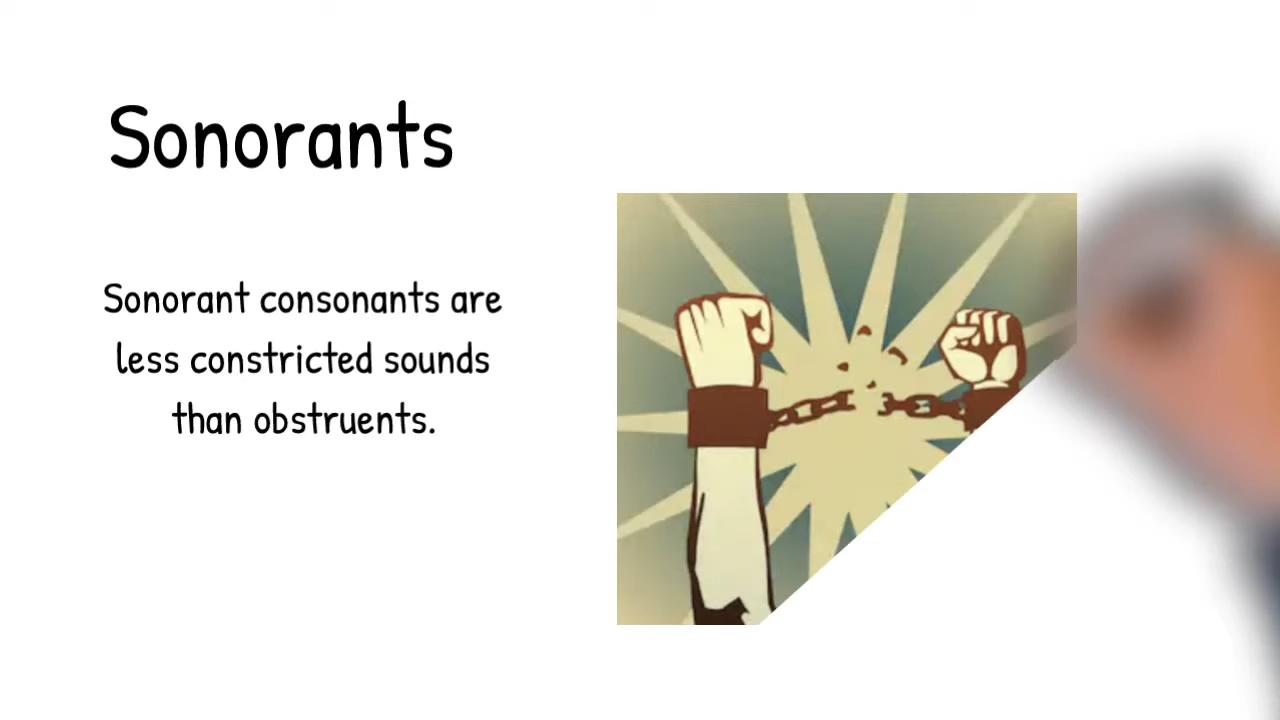 Sonorants
Sonorant consonants are
less constricted sounds
than obstruents.